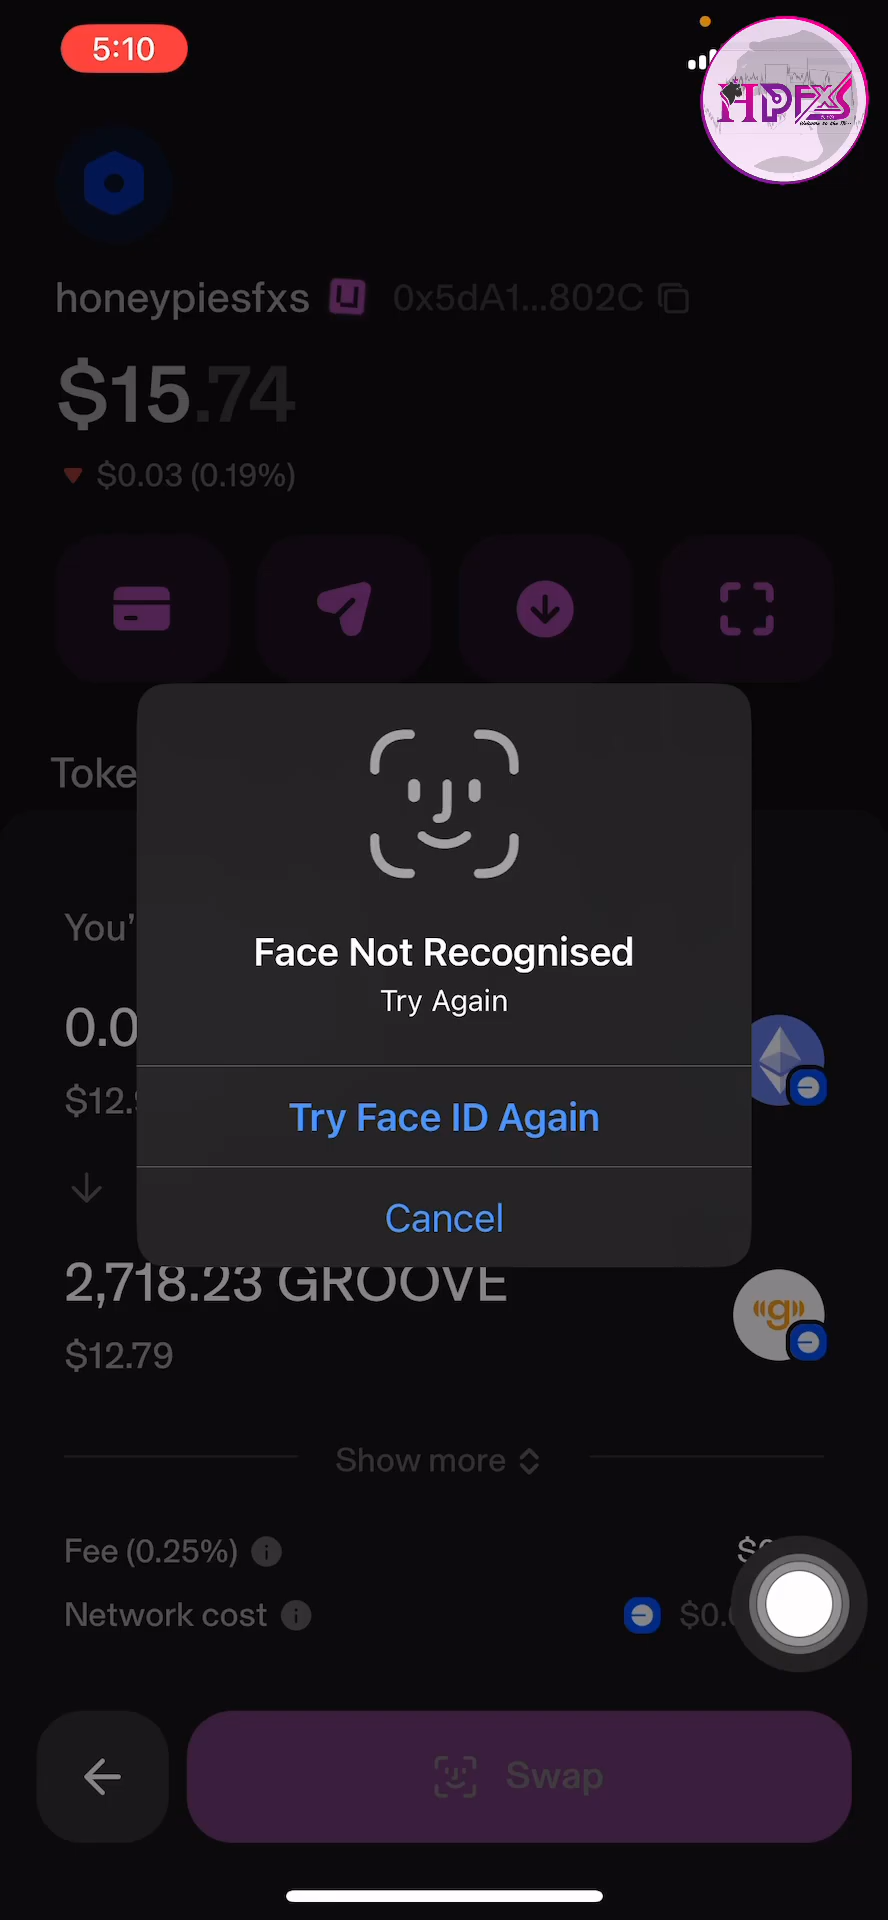 5:10
HPFXS
honeypiesfxs 0x5dA1...802C
$15.74
$0.03 (0.19%)
Toke
You'
0.0
$12.
Face Not Recognised
Try Again
Try Face ID Again
Cancel
2,718.23 GROOVE
((g))
$12.79
Show more
Fee (0.25%)
Network cost $0.
Swap